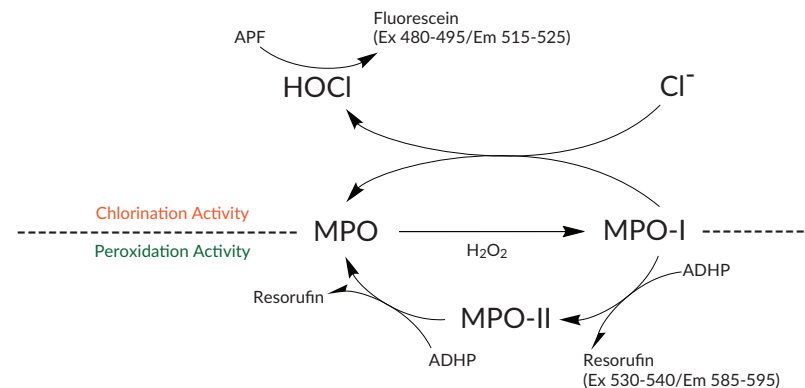 Fluorescein
(Ex 480-495/Em 515-525)
APF
HOCl
Cl⁻
Chlorination Activity
MPO
MPO-I
H₂O₂
Peroxidation Activity
ADHP
Resorufin
MPO-II
ADHP
Resorufin
(Ex 530-540/Em 585-595)